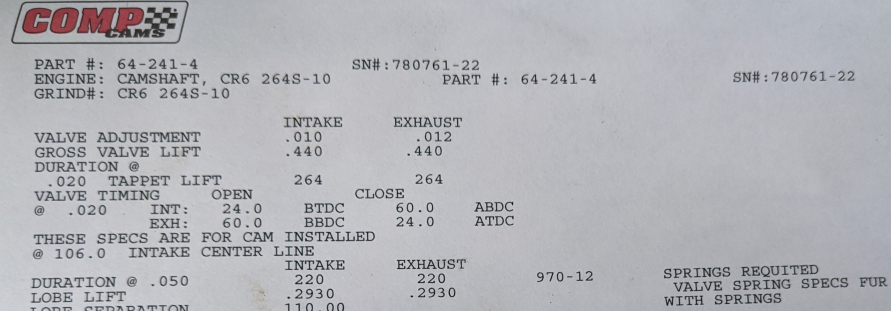 COMP
CAMS
PART #: 64-241-4 SN#:780761-22
ENGINE: CAMSHAFT, CR6 264S-10 PART #: 64-241-4 SN#:780761-22
GRIND#: CR6 264S-10
INTAKE EXHAUST
VALVE ADJUSTMENT .010 .012
GROSS VALVE LIFT .440 .440
DURATION @
.020 TAPPET LIFT 264 264
VALVE TIMING OPEN CLOSE
@ .020 INT: 24.0 BTDC 60.0 ABDC
EXH: 60.0 BBDC 24.0 ATDC
THESE SPECS ARE FOR CAM INSTALLED
@ 106.0 INTAKE CENTER LINE
INTAKE EXHAUST
DURATION @ .050 220 220 970-12 SPRINGS REQUITED
LOBE LIFT .2930 .2930 VALVE SPRING SPECS FUR
LOBE SEPARATION 110.00 WITH SPRINGS